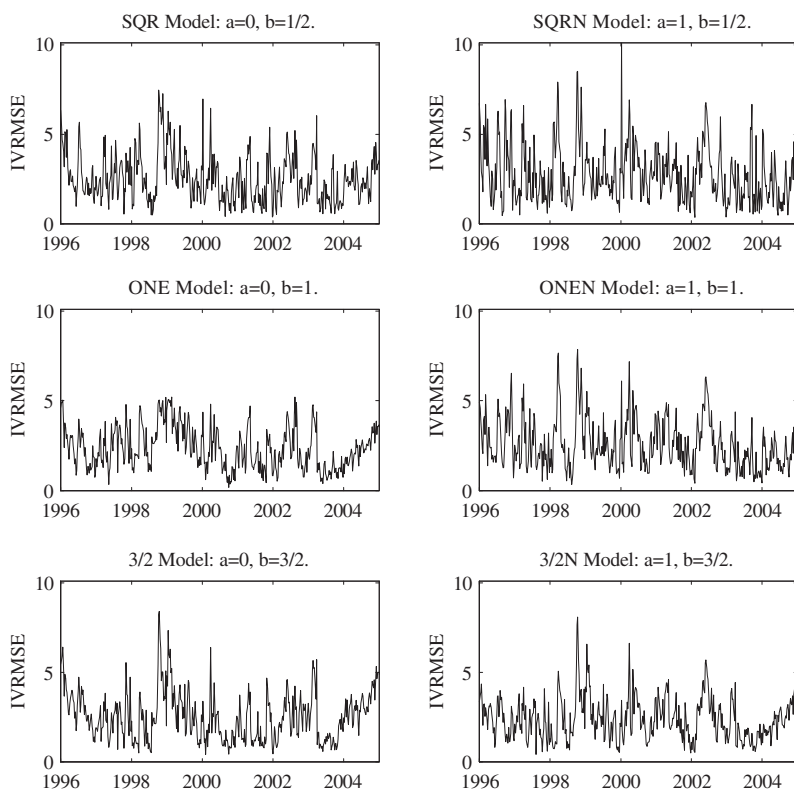 SQR Model: a=0, b=1/2.
10
5
0
IVRMSE
1996 1998 2000 2002 2004
SQRN Model: a=1, b=1/2.
10
5
0
IVRMSE
1996 1998 2000 2002 2004
ONE Model: a=0, b=1.
10
5
0
IVRMSE
1996 1998 2000 2002 2004
ONEN Model: a=1, b=1.
10
5
0
IVRMSE
1996 1998 2000 2002 2004
3/2 Model: a=0, b=3/2.
10
5
0
IVRMSE
1996 1998 2000 2002 2004
3/2N Model: a=1, b=3/2.
10
5
0
IVRMSE
1996 1998 2000 2002 2004